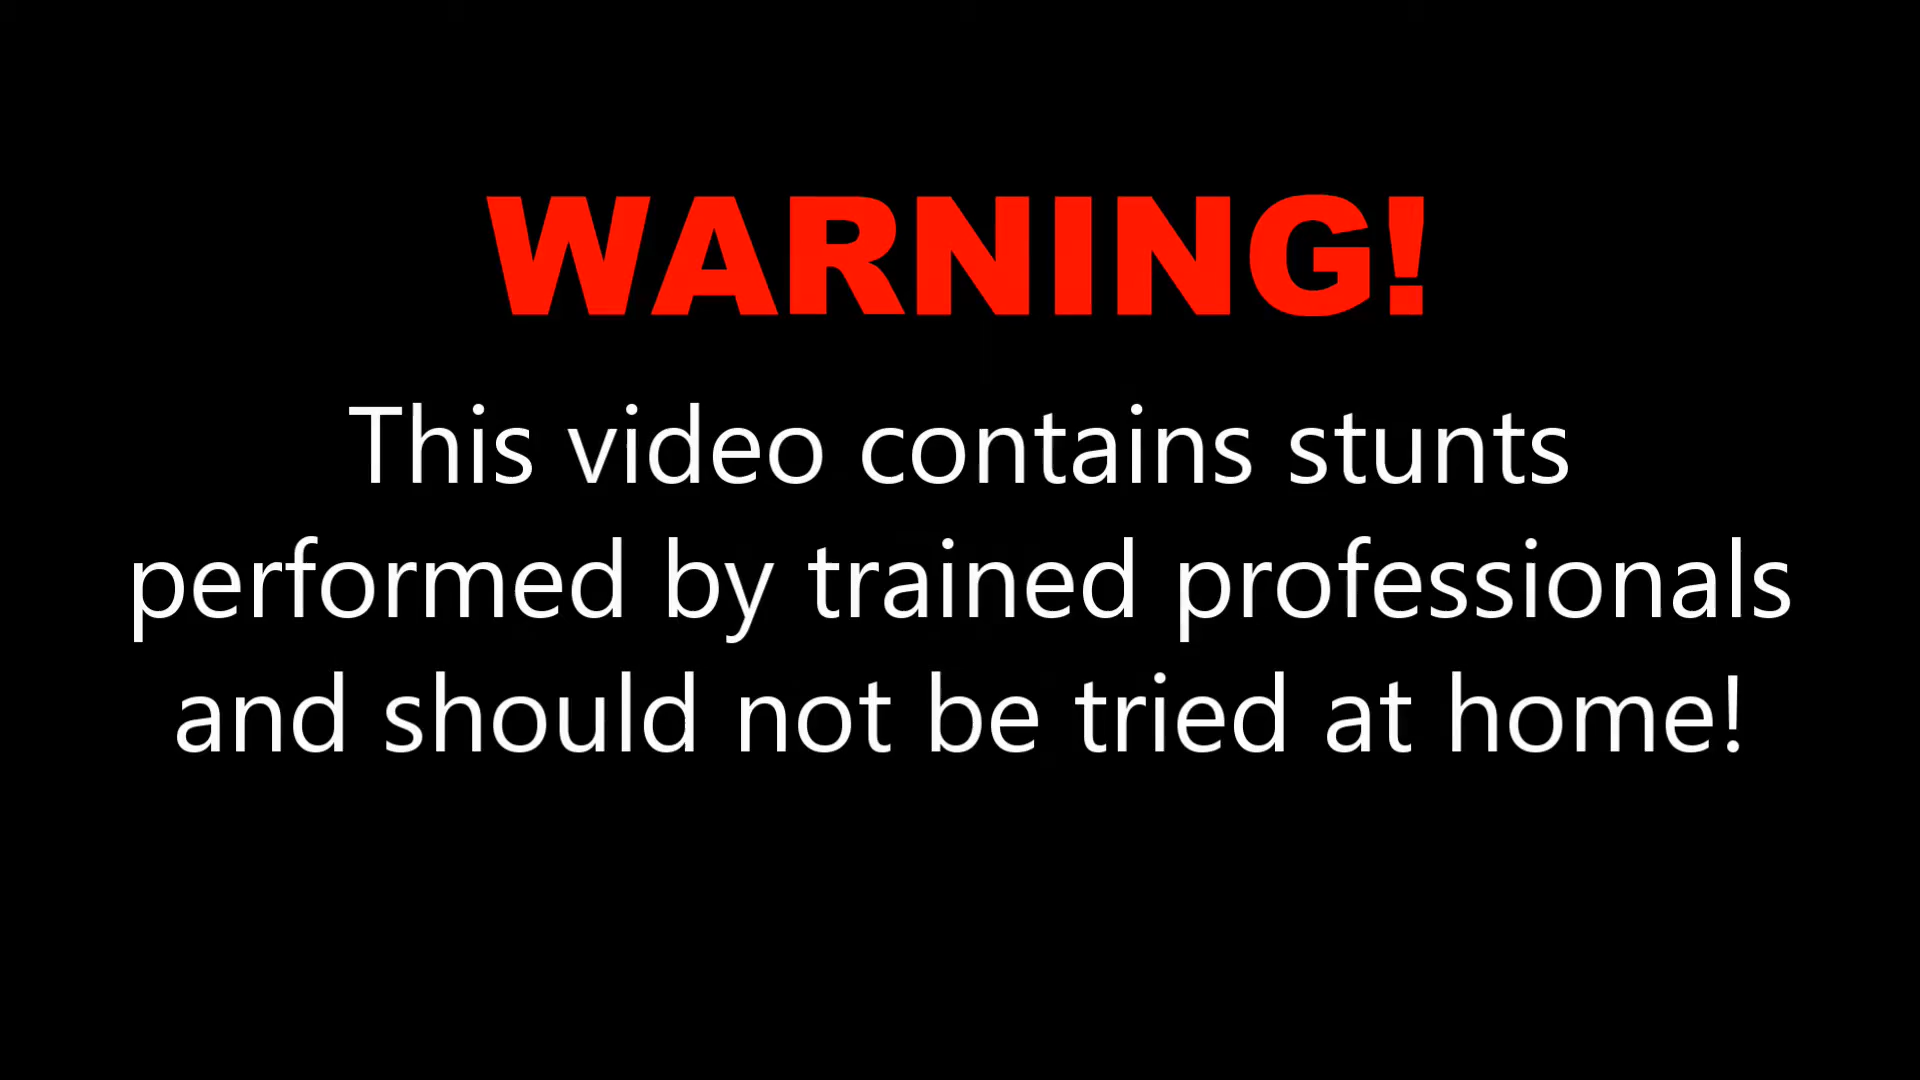 WARNING!
This video contains stunts
performed by trained professionals
and should not be tried at home!